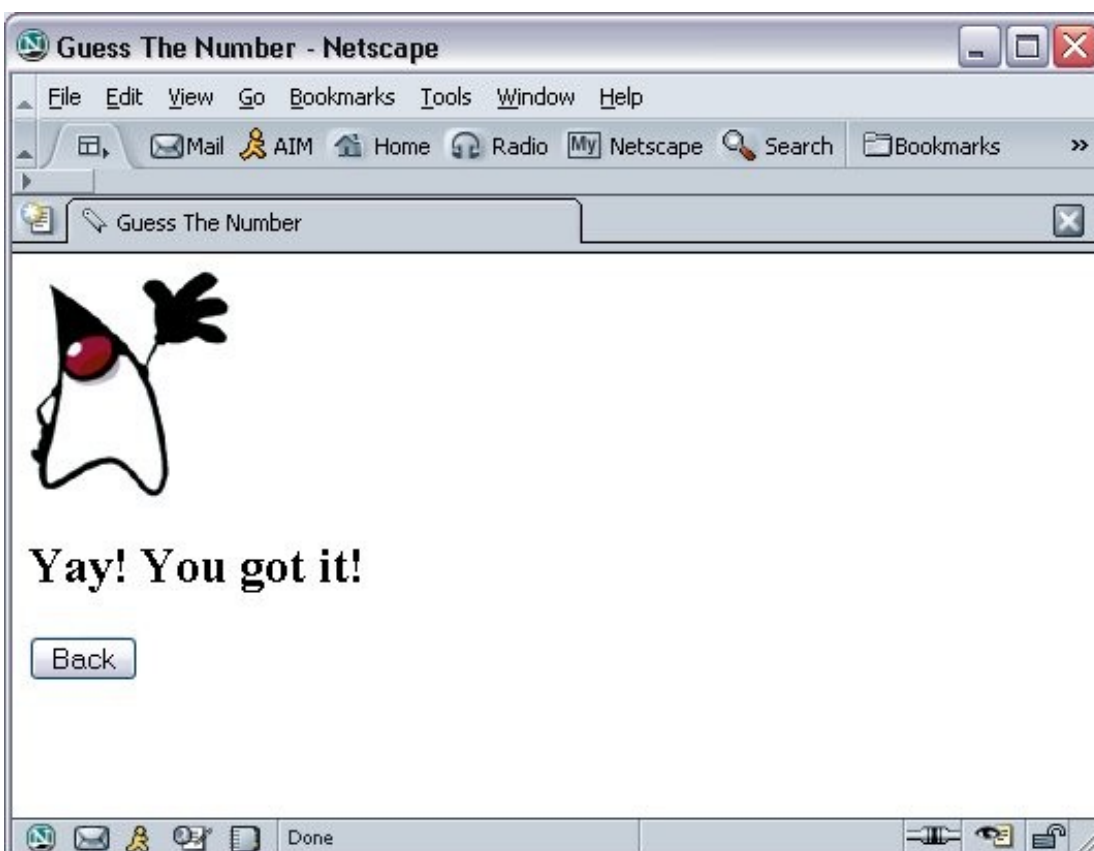 Guess The Number - Netscape
File Edit View Go Bookmarks Tools Window Help
Mail AIM Home Radio My Netscape Search Bookmarks »
Guess The Number
Yay! You got it!
Back
Done